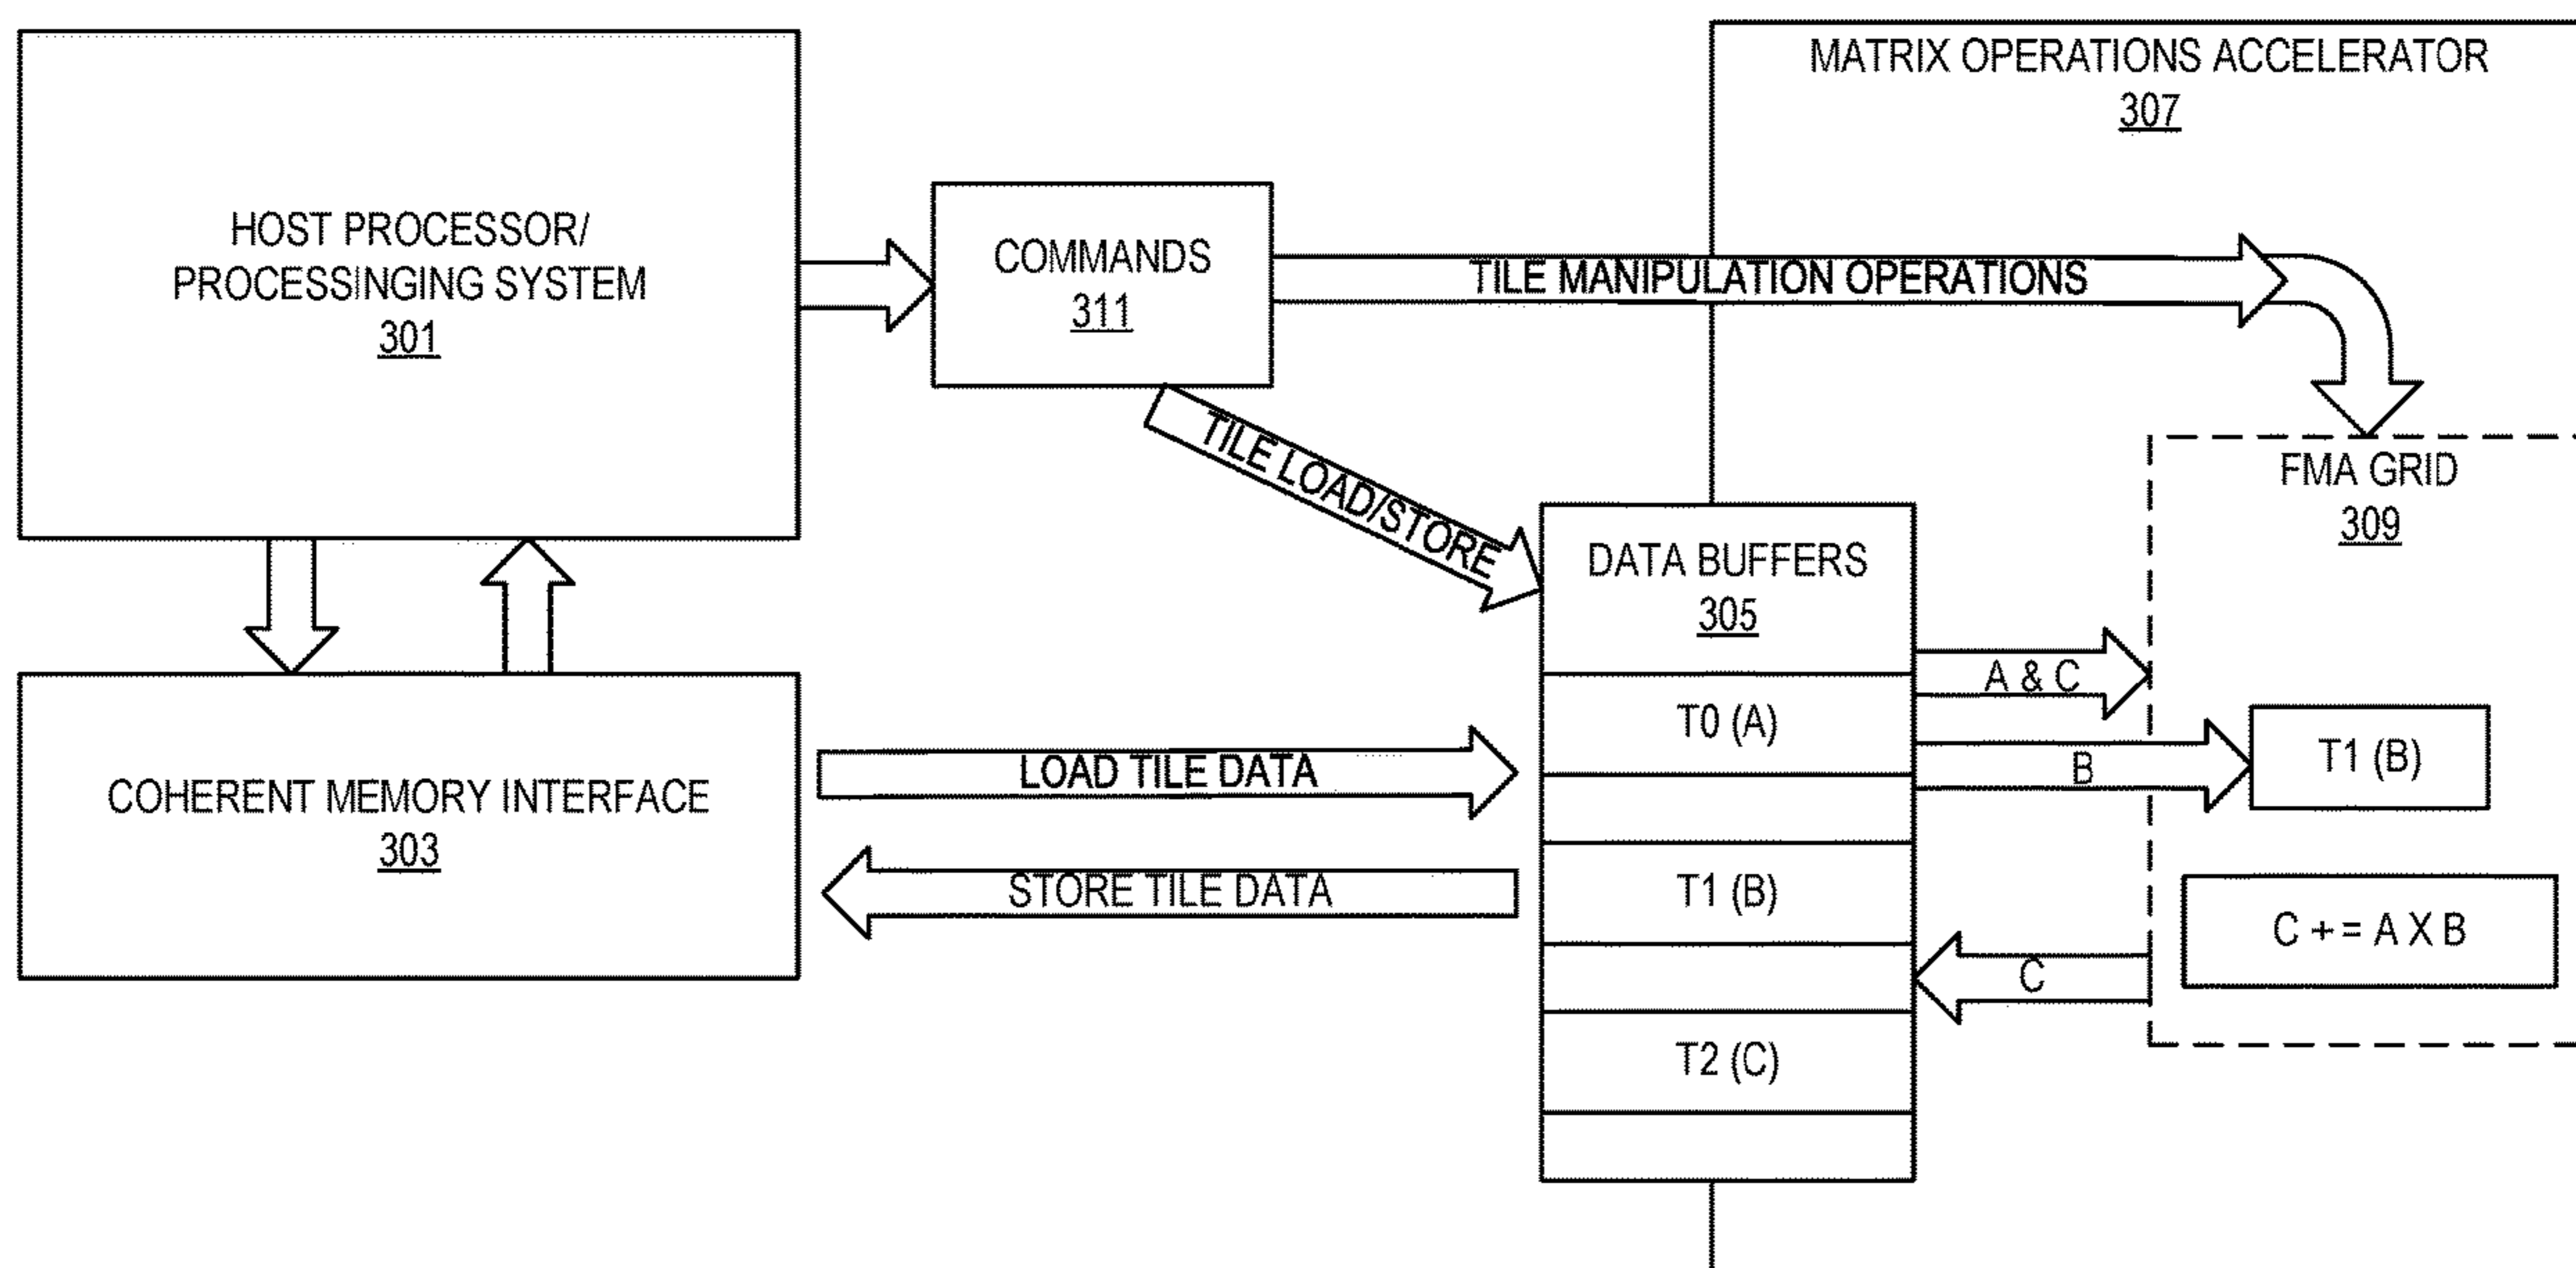 MATRIX OPERATIONS ACCELERATOR
307
HOST PROCESSOR/
PROCESSINGING SYSTEM
301
COMMANDS
311
TILE MANIPULATION OPERATIONS
TILE LOAD/STORE
FMA GRID
309
DATA BUFFERS
305
A & C
T0 (A)
B
T1 (B)
LOAD TILE DATA
COHERENT MEMORY INTERFACE
303
STORE TILE DATA
T1 (B)
C + = A X B
C
T2 (C)